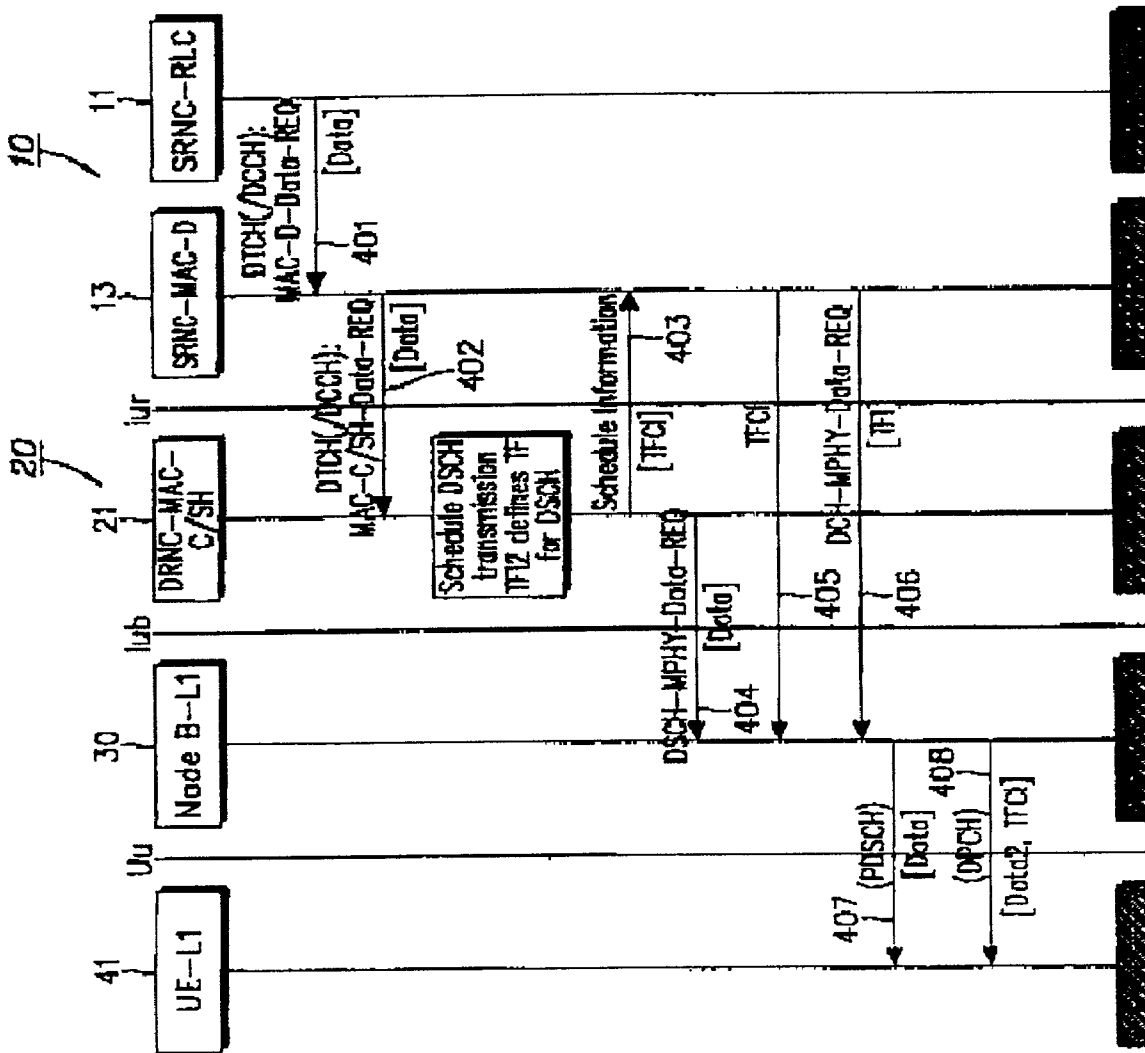 10
20
41
30
21
13
11
UE-L1
Node B-L1
DRNC-MAC-
C/SH
SRNC-MAC-D
SRNC-RLC
Uu
Iub
iur
DTCH(/DCCH):
MAC-D-Data-REQ
[Data]
401
DTCH(/DCCH):
MAC-C/SH-Data-REQ
[Data]
402
Schedule DSCH
transmission
TFI2 defines TF
for DSCH
Schedule Information
403
[TFCI]
DSCH-MPHY-Data-REQ
[Data]
404
TFCI
405
DCH-MPHY-Data-REQ
[TFI]
406
(PDSCH)
407
[Data]
408
(DPCH)
[Data2, TFCI]